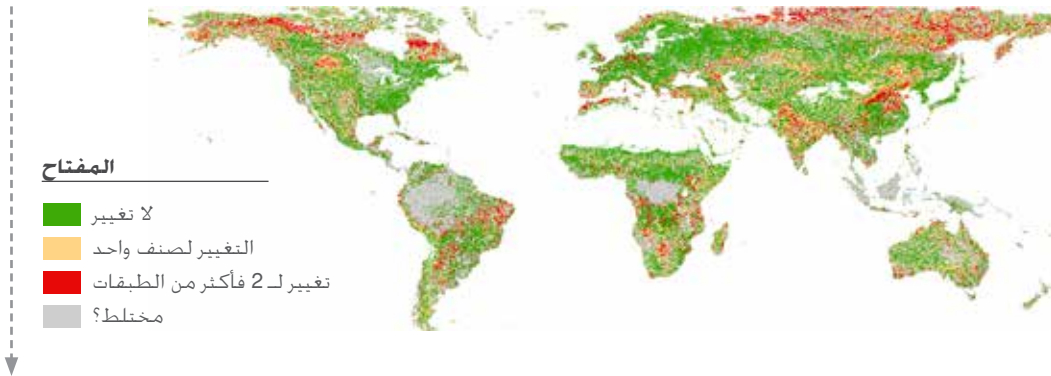 المفتاح
لا تغيير
التغيير لصنف واحد
تغيير لـ 2 فأكثر من الطبقات
مختلط؟